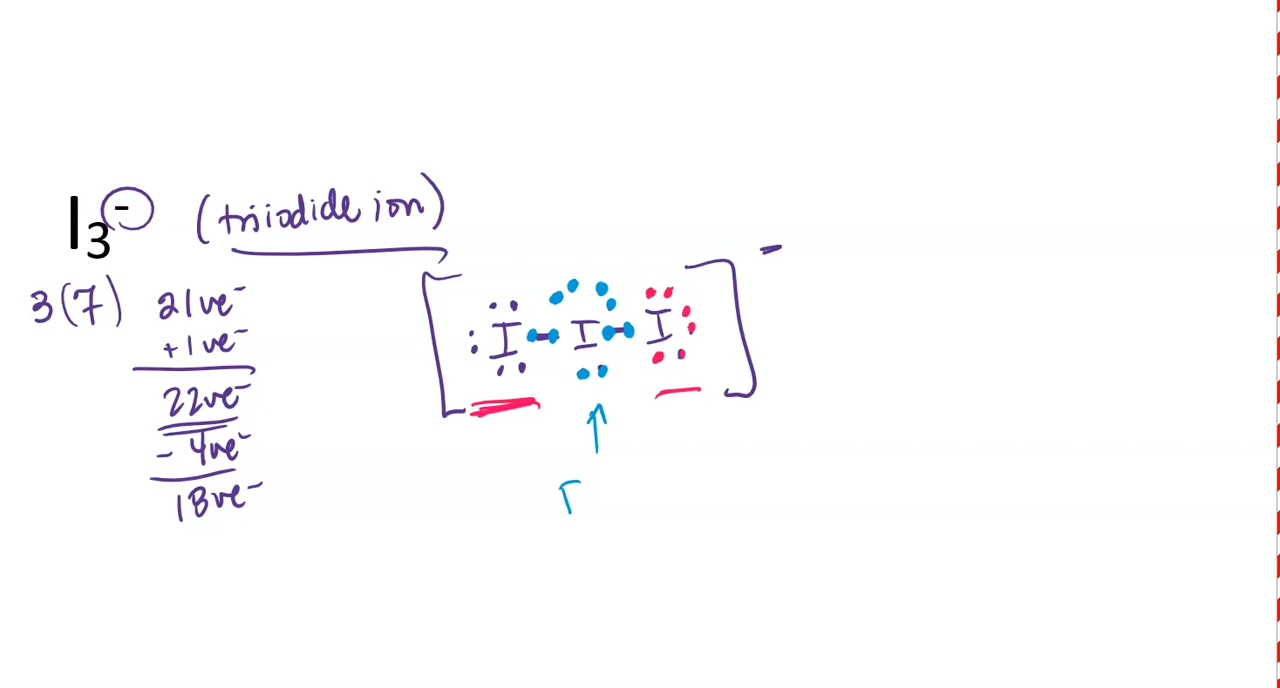 I3- (triiodide ion)
3(7) 21ve-
+1ve-
22ve-
-4ve-
18ve-
[:I-I-I:]-